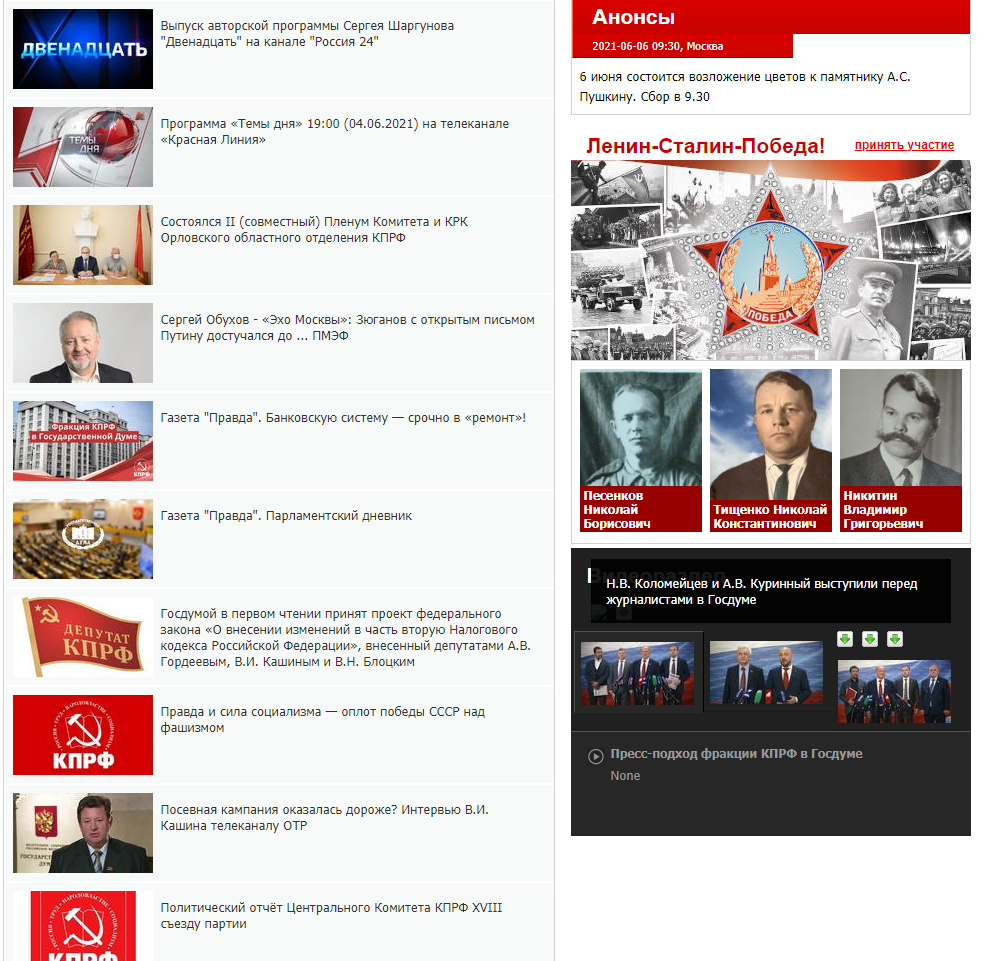 ДВЕНАДЦАТЬ
Выпуск авторской программы Сергея Шаргунова
"Двенадцать" на канале "Россия 24"
ТЕМЫ
ДНЯ
Программа «Темы дня» 19:00 (04.06.2021) на телеканале
«Красная Линия»
Состоялся II (совместный) Пленум Комитета и КРК
Орловского областного отделения КПРФ
Сергей Обухов - «Эхо Москвы»: Зюганов с открытым письмом
Путину достучался до ... ПМЭФ
Фракция КПРФ
в Государственной Думе
КПРФ
Газета "Правда". Банковскую систему — срочно в «ремонт»!
ДУМА
Газета "Правда". Парламентский дневник
ДЕПУТАТ
КПРФ
Госдумой в первом чтении принят проект федерального
закона «О внесении изменений в часть вторую Налогового
кодекса Российской Федерации», внесенный депутатами А.В.
Гордеевым, В.И. Кашиным и В.Н. Блоцким
РОССИЯ · ТРУД · НАРОДОВЛАСТИЕ · СОЦИАЛИЗМ
КПРФ
Правда и сила социализма — оплот победы СССР над
фашизмом
Посевная кампания оказалась дороже? Интервью В.И.
Кашина телеканалу ОТР
КПРФ
Политический отчёт Центрального Комитета КПРФ XVIII
съезду партии
Анонсы
2021-06-06 09:30, Москва
6 июня состоится возложение цветов к памятнику А.С.
Пушкину. Сбор в 9.30
Ленин-Сталин-Победа!
принять участие
СССР
ПОБЕДА
Песенков
Николай
Борисович
Тищенко Николай
Константинович
Никитин
Владимир
Григорьевич
Видеораздел
Н.В. Коломейцев и А.В. Куринный выступили перед
журналистами в Госдуме
Пресс-подход фракции КПРФ в Госдуме
None